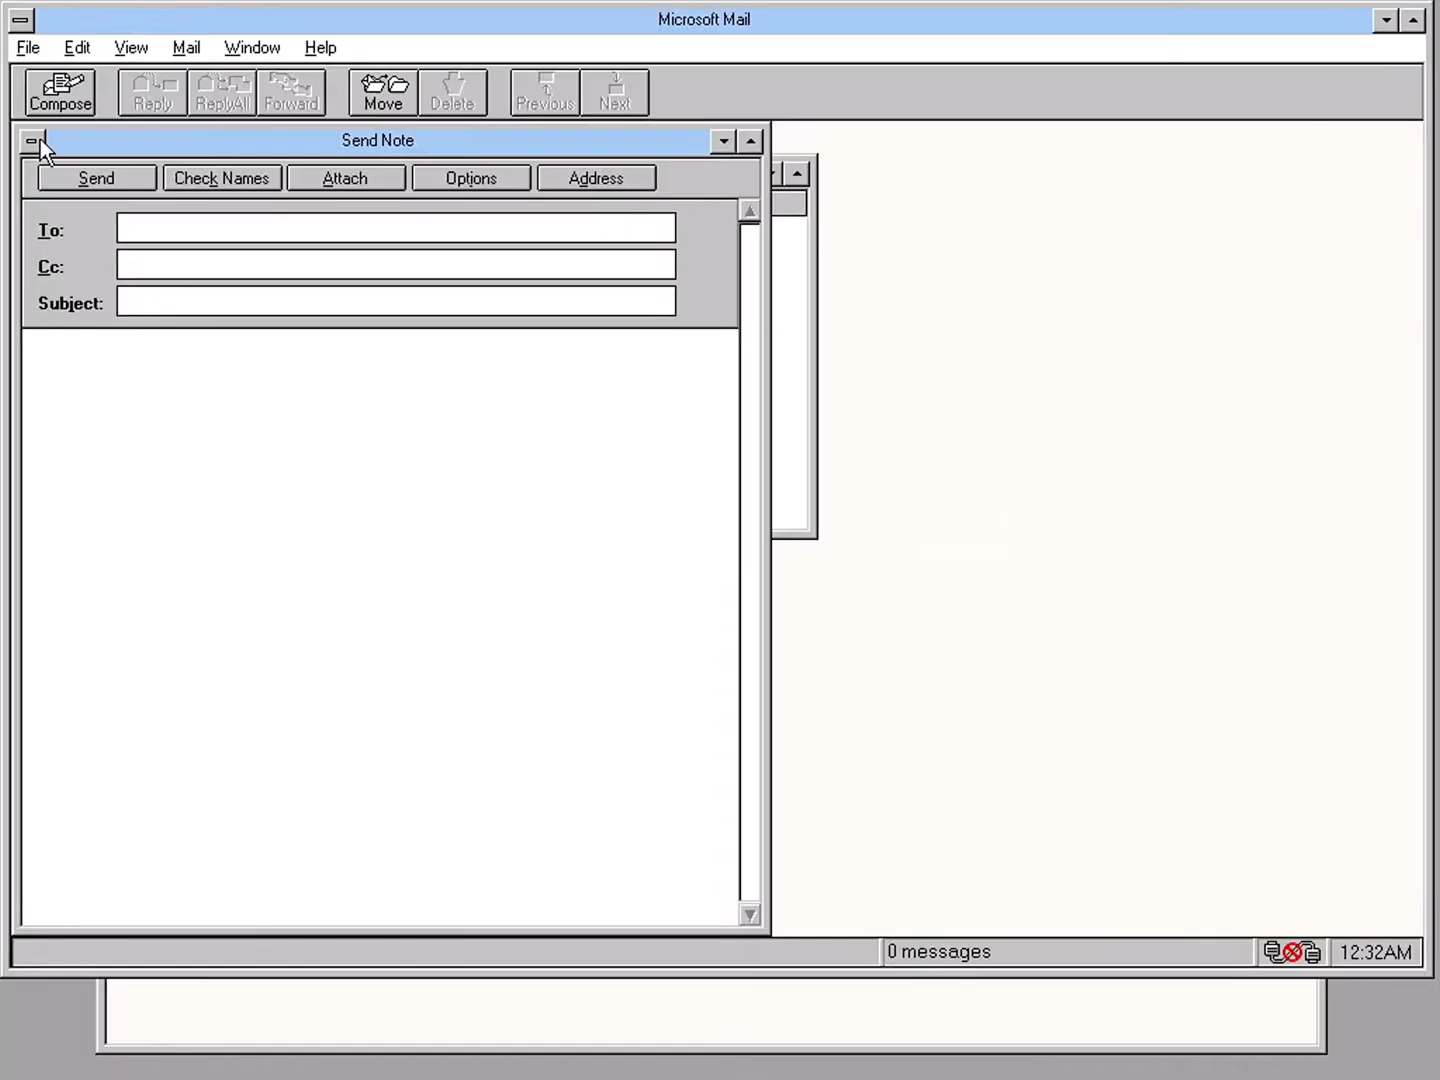 Microsoft Mail
File Edit View Mail Window Help
Compose Reply ReplyAll Forward Move Delete Previous Next
Send Note
Send Check Names Attach Options Address
To:
Cc:
Subject:
0 messages 12:32AM